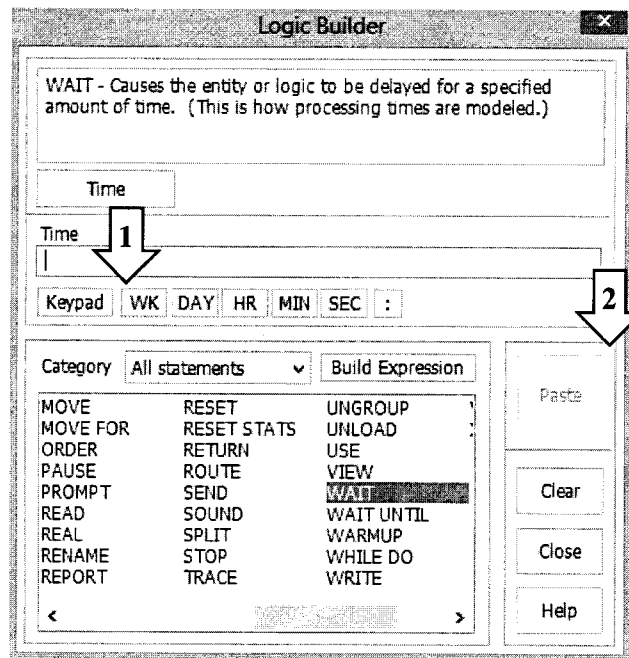 Logic Builder
WAIT - Causes the entity or logic to be delayed for a specified
amount of time. (This is how processing times are modeled.)
Time
Time
1
Keypad WK DAY HR MIN SEC :
2
Category All statements Build Expression
Paste
MOVE RESET UNGROUP
MOVE FOR RESET STATS UNLOAD
ORDER RETURN USE
PAUSE ROUTE VIEW
PROMPT SEND WAIT
READ SOUND WAIT UNTIL
REAL SPLIT WARMUP
RENAME STOP WHILE DO
REPORT TRACE WRITE
Clear
Close
Help